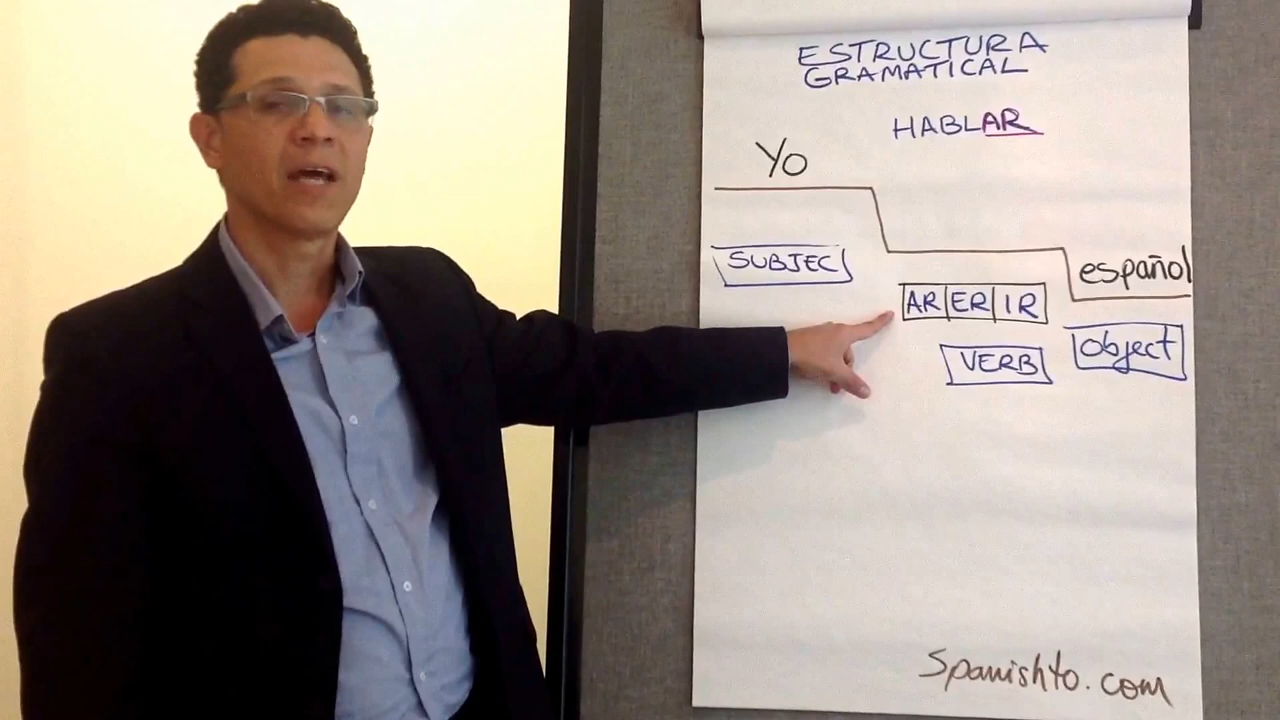 ESTRUCTURA
GRAMATICAL
HABLAR
Yo
SUBJEC
español
AR ER IR
VERB
object
Spanishto.com